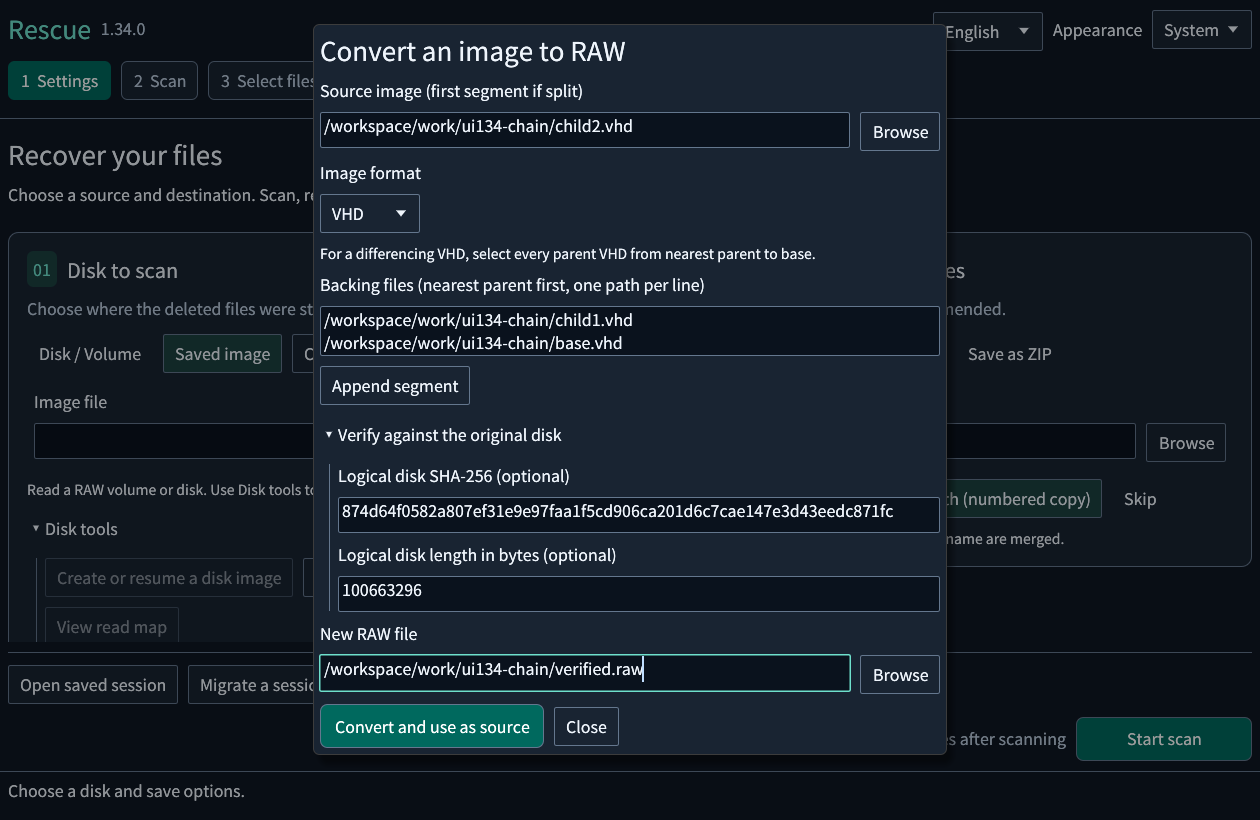 Rescue 1.34.0
English
Appearance
System
1 Settings
2 Scan
3 Select files
Recover your files
Choose a source and destination. Scan, re
01 Disk to scan
Choose where the deleted files were st
Disk / Volume
Saved image
Image file
Read a RAW volume or disk. Use Disk tools to
Disk tools
Create or resume a disk image
View read map
Open saved session
Migrate a sessio
Convert an image to RAW
Source image (first segment if split)
/workspace/work/ui134-chain/child2.vhd
Browse
Image format
VHD
For a differencing VHD, select every parent VHD from nearest parent to base.
Backing files (nearest parent first, one path per line)
/workspace/work/ui134-chain/child1.vhd
/workspace/work/ui134-chain/base.vhd
Append segment
Verify against the original disk
Logical disk SHA-256 (optional)
874d64f0582a807ef31e9e97faa1f5cd906ca201d6c7cae147e3d43eedc871fc
Logical disk length in bytes (optional)
100663296
New RAW file
/workspace/work/ui134-chain/verified.raw
Browse
Convert and use as source
Close
es
mended.
Save as ZIP
Browse
th (numbered copy)
Skip
name are merged.
es after scanning
Start scan
Choose a disk and save options.